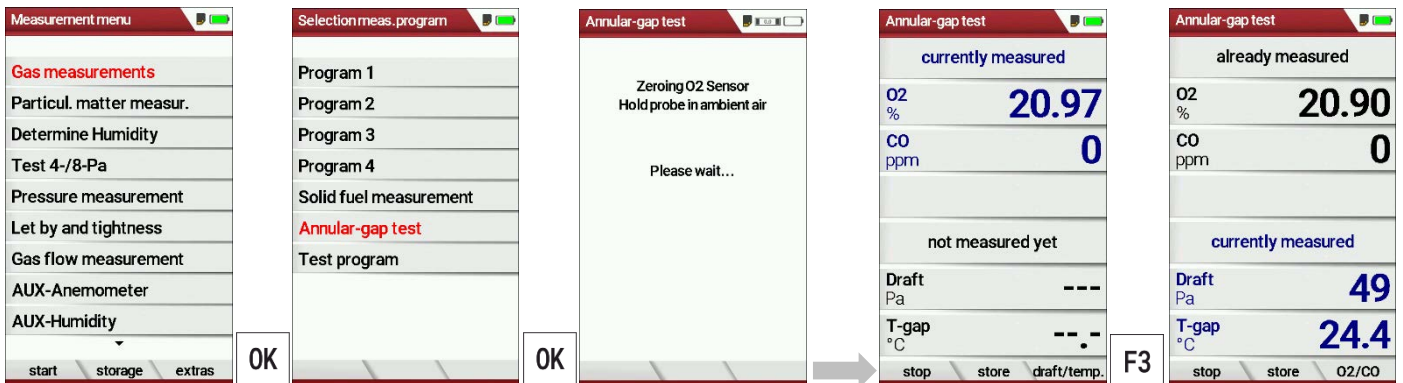 Measurement menu
Gas measurements
Particul. matter measur.
Determine Humidity
Test 4-/8-Pa
Pressure measurement
Let by and tightness
Gas flow measurement
AUX-Anemometer
AUX-Humidity
start storage extras
OK
Selection meas.program
Program 1
Program 2
Program 3
Program 4
Solid fuel measurement
Annular-gap test
Test program
OK
Annular-gap test
Zeroing O2 Sensor
Hold probe in ambient air
Please wait...
Annular-gap test
currently measured
O2 % 20.97
CO ppm 0
not measured yet
Draft Pa ---
T-gap °C --.-
stop store draft/temp.
F3
Annular-gap test
already measured
O2 % 20.90
CO ppm 0
currently measured
Draft Pa 49
T-gap °C 24.4
stop store O2/CO